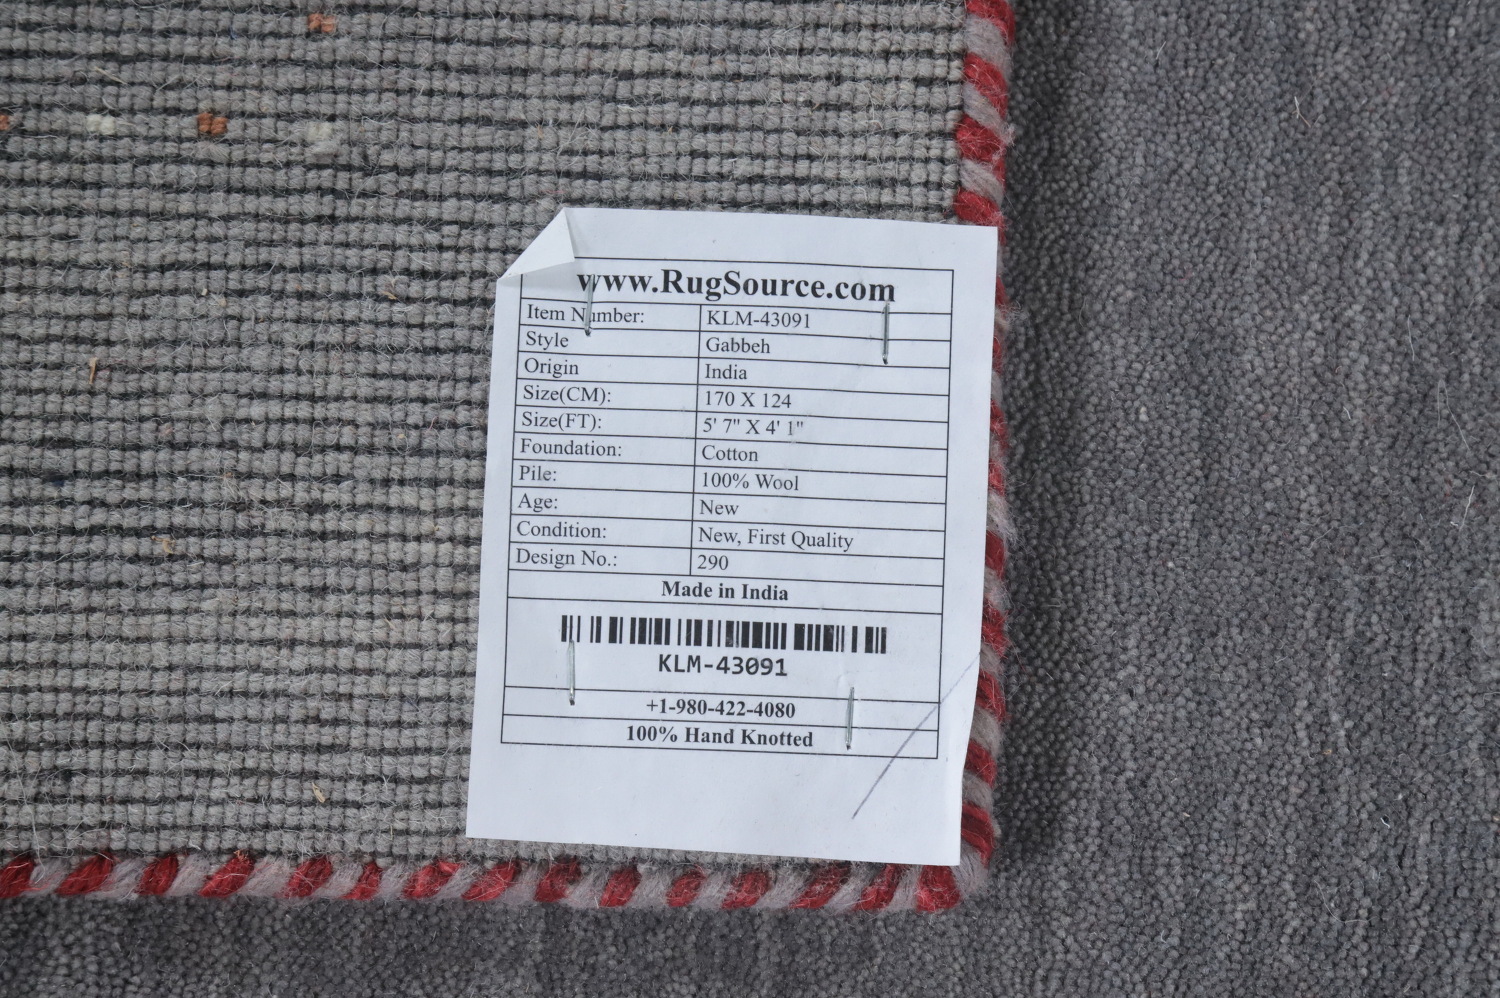 www.RugSource.com
Item Number: KLM-43091
Style Gabbeh
Origin India
Size(CM): 170 X 124
Size(FT): 5' 7" X 4' 1"
Foundation: Cotton
Pile: 100% Wool
Age: New
Condition: New, First Quality
Design No.: 290
Made in India
KLM-43091
+1-980-422-4080
100% Hand Knotted